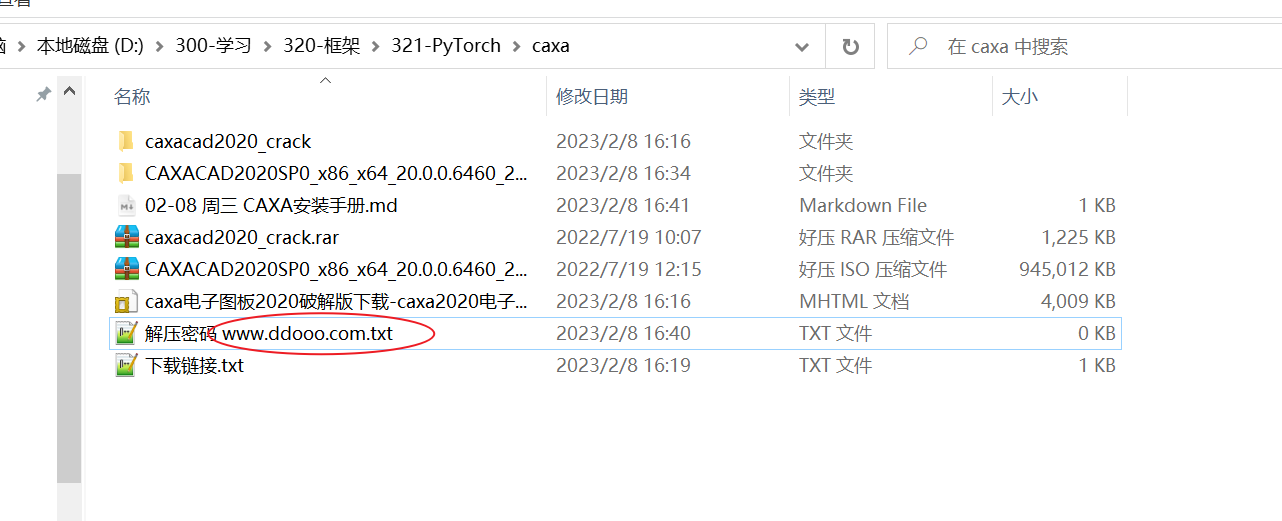 本地磁盘 (D:) › 300-学习 › 320-框架 › 321-PyTorch › caxa
在 caxa 中搜索
名称 修改日期 类型 大小
caxacad2020_crack 2023/2/8 16:16 文件夹
CAXACAD2020SP0_x86_x64_20.0.0.6460_2... 2023/2/8 16:34 文件夹
02-08 周三 CAXA安装手册.md 2023/2/8 16:41 Markdown File 1 KB
caxacad2020_crack.rar 2022/7/19 10:07 好压 RAR 压缩文件 1,225 KB
CAXACAD2020SP0_x86_x64_20.0.0.6460_2... 2022/7/19 12:15 好压 ISO 压缩文件 945,012 KB
caxa电子图板2020破解版下载-caxa2020电子... 2023/2/8 16:16 MHTML 文档 4,009 KB
解压密码 www.ddooo.com.txt 2023/2/8 16:40 TXT 文件 0 KB
下载链接.txt 2023/2/8 16:19 TXT 文件 1 KB